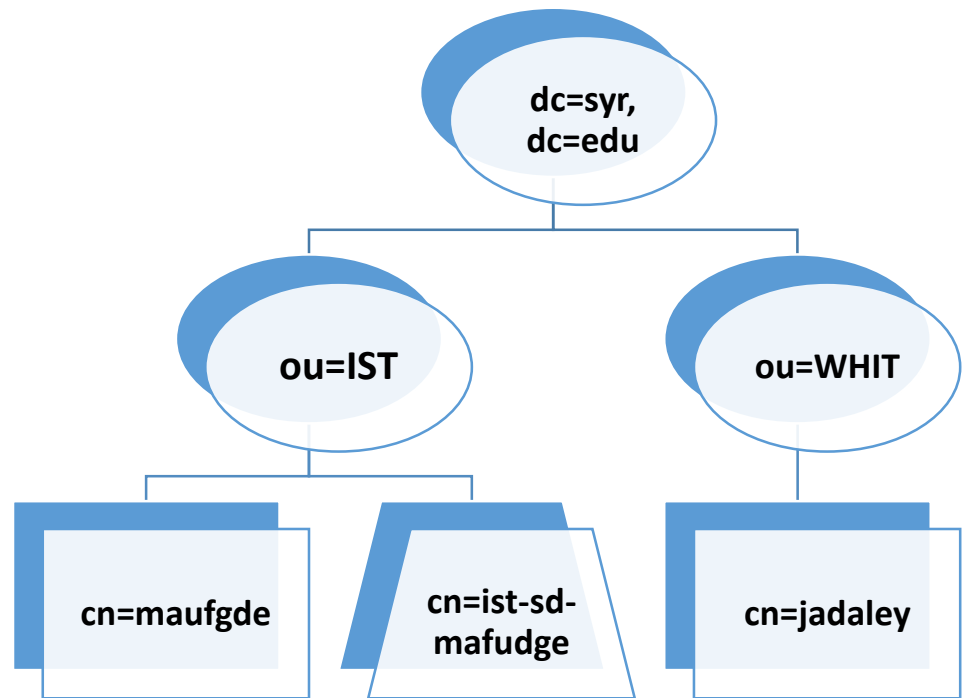 dc=syr,
dc=edu
ou=IST
ou=WHIT
cn=maufgde
cn=ist-sd-
mafudge
cn=jadaley